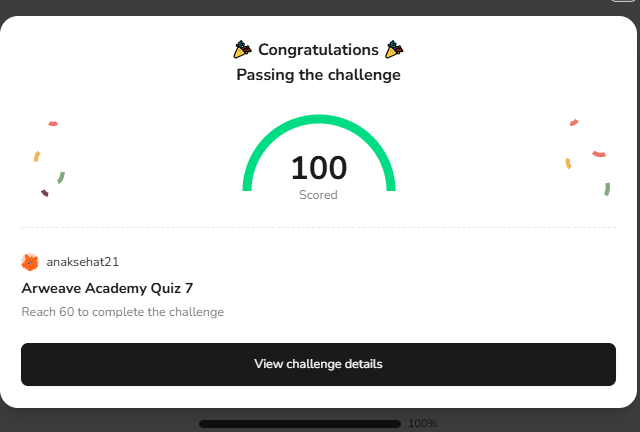 🎉 Congratulations 🎉
Passing the challenge
100
Scored
anaksehat21
Arweave Academy Quiz 7
Reach 60 to complete the challenge
View challenge details
100%